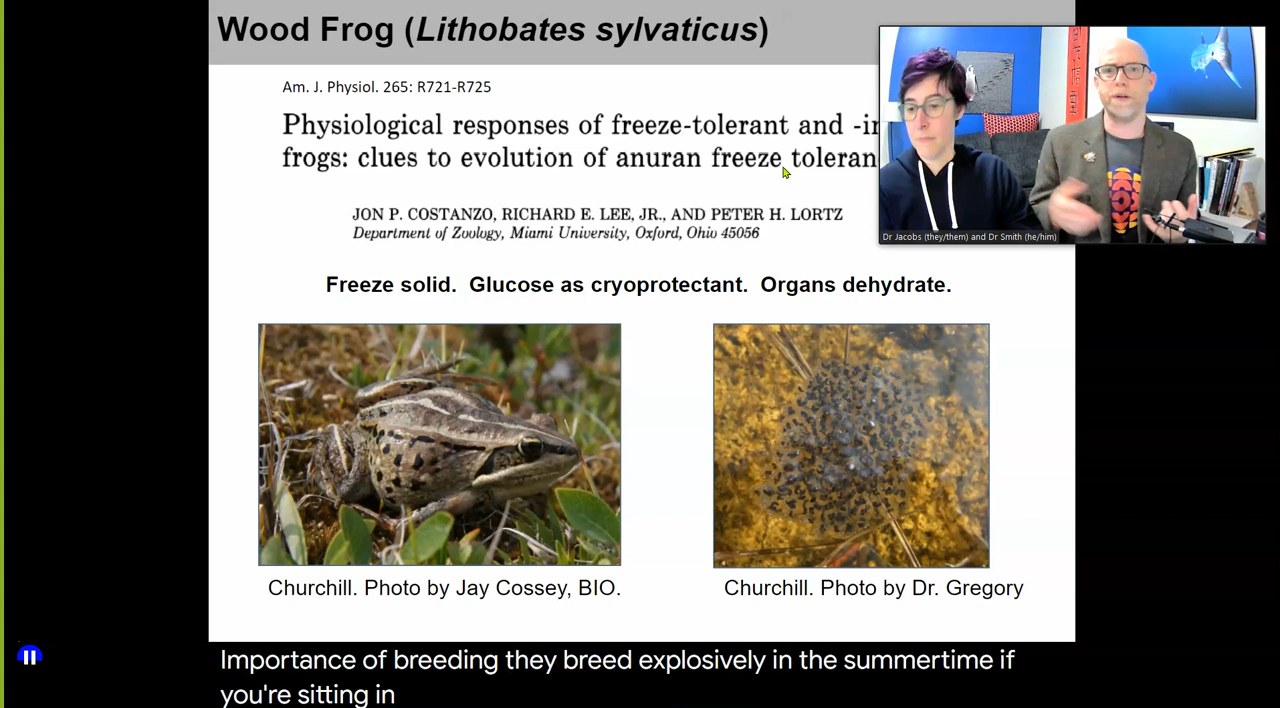 Wood Frog (Lithobates sylvaticus)
Am. J. Physiol. 265: R721-R725
Physiological responses of freeze-tolerant and -in
frogs: clues to evolution of anuran freeze toleran
JON P. COSTANZO, RICHARD E. LEE, JR., AND PETER H. LORTZ
Department of Zoology, Miami University, Oxford, Ohio 45056
Dr Jacobs (they/them) and Dr Smith (he/him)
Freeze solid. Glucose as cryoprotectant. Organs dehydrate.
Churchill. Photo by Jay Cossey, BIO.
Churchill. Photo by Dr. Gregory
Importance of breeding they breed explosively in the summertime if
you're sitting in